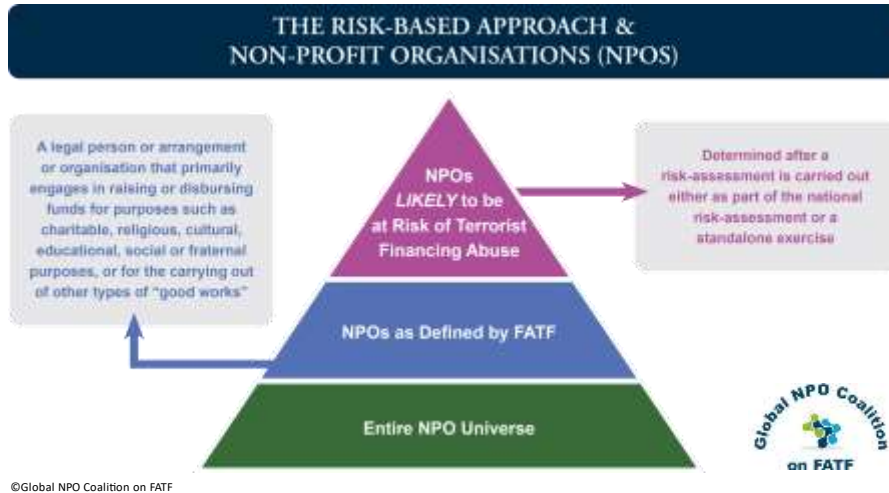 THE RISK-BASED APPROACH &
NON-PROFIT ORGANISATIONS (NPOS)
A legal person or arrangement
or organisation that primarily
engages in raising or disbursing
funds for purposes such as
charitable, religious, cultural,
educational, social or fraternal
purposes, or for the carrying out
of other types of “good works”
NPOs
LIKELY to be
at Risk of Terrorist
Financing Abuse
Determined after a
risk-assessment is carried out
either as part of the national
risk-assessment or a
standalone exercise
NPOs as Defined by FATF
Entire NPO Universe
Global NPO Coalition
on FATF
©Global NPO Coalition on FATF